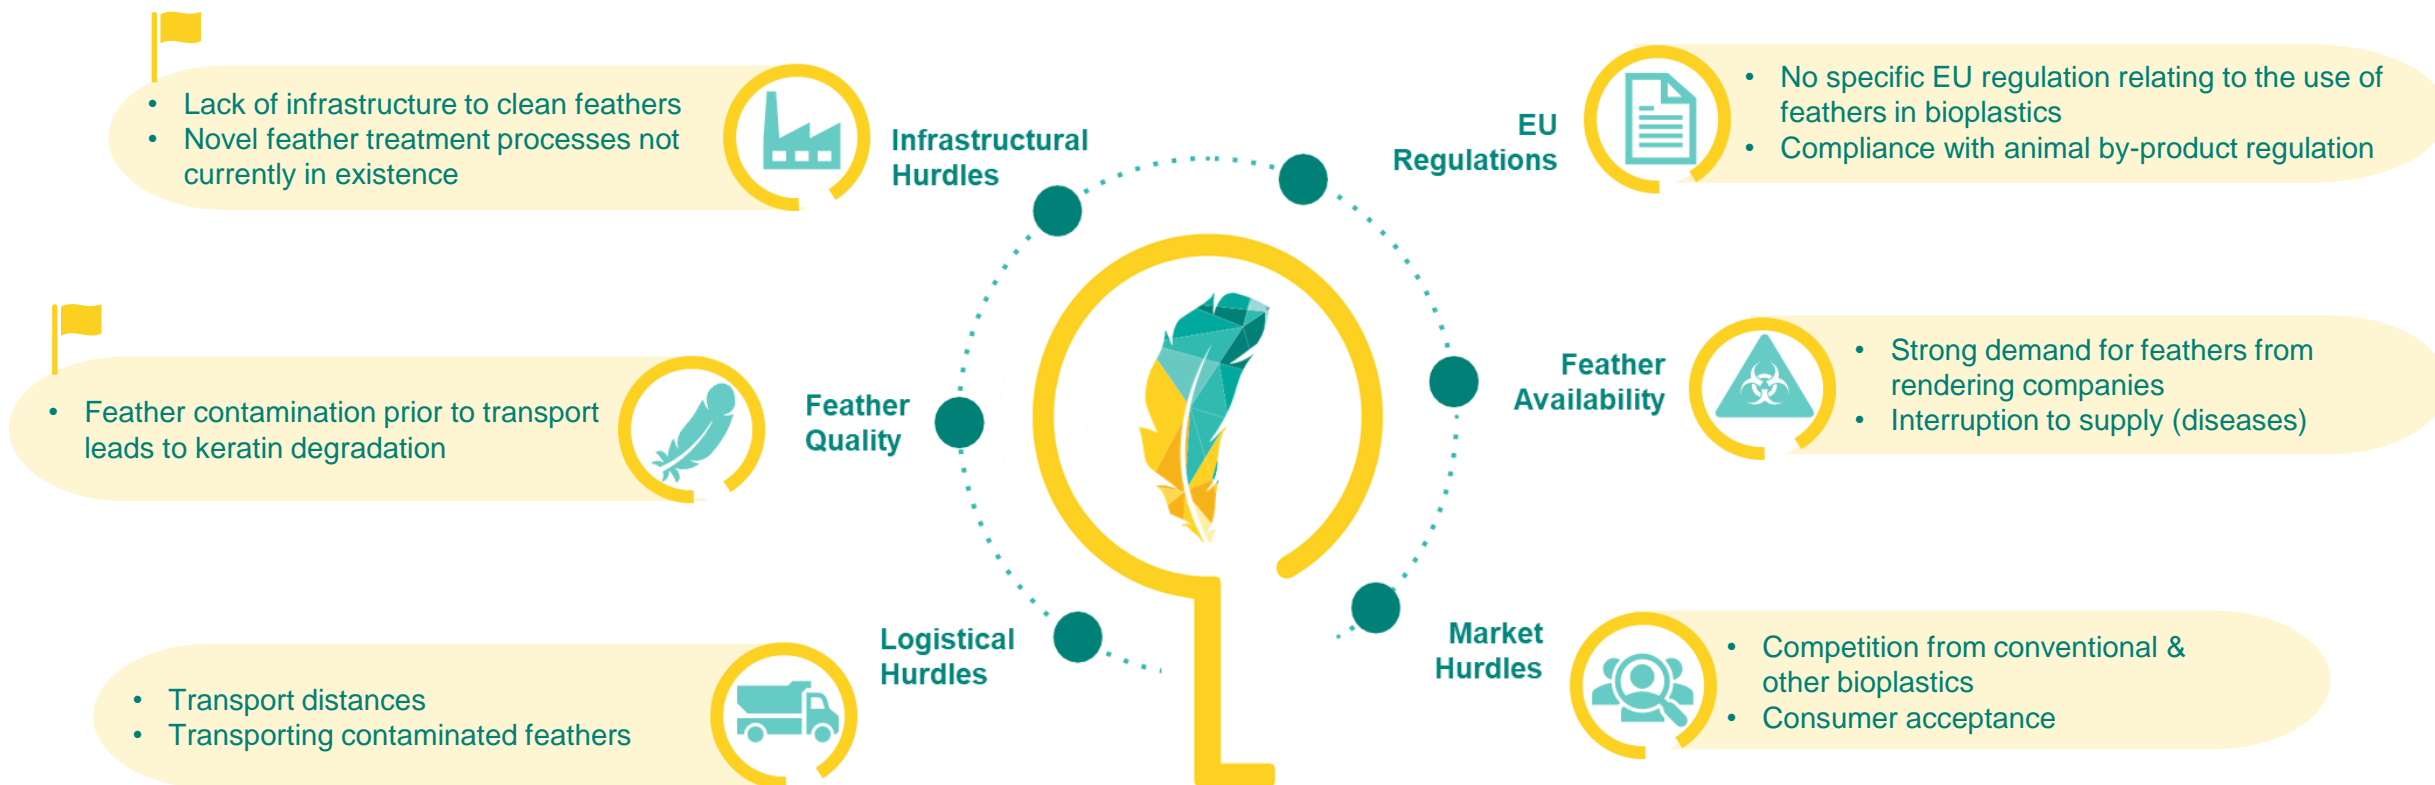 • Lack of infrastructure to clean feathers
• Novel feather treatment processes not
currently in existence
Infrastructural
Hurdles
• Feather contamination prior to transport
leads to keratin degradation
Feather
Quality
• Transport distances
• Transporting contaminated feathers
Logistical
Hurdles
EU
Regulations
• No specific EU regulation relating to the use of
feathers in bioplastics
• Compliance with animal by-product regulation
Feather
Availability
• Strong demand for feathers from
rendering companies
• Interruption to supply (diseases)
Market
Hurdles
• Competition from conventional &
other bioplastics
• Consumer acceptance